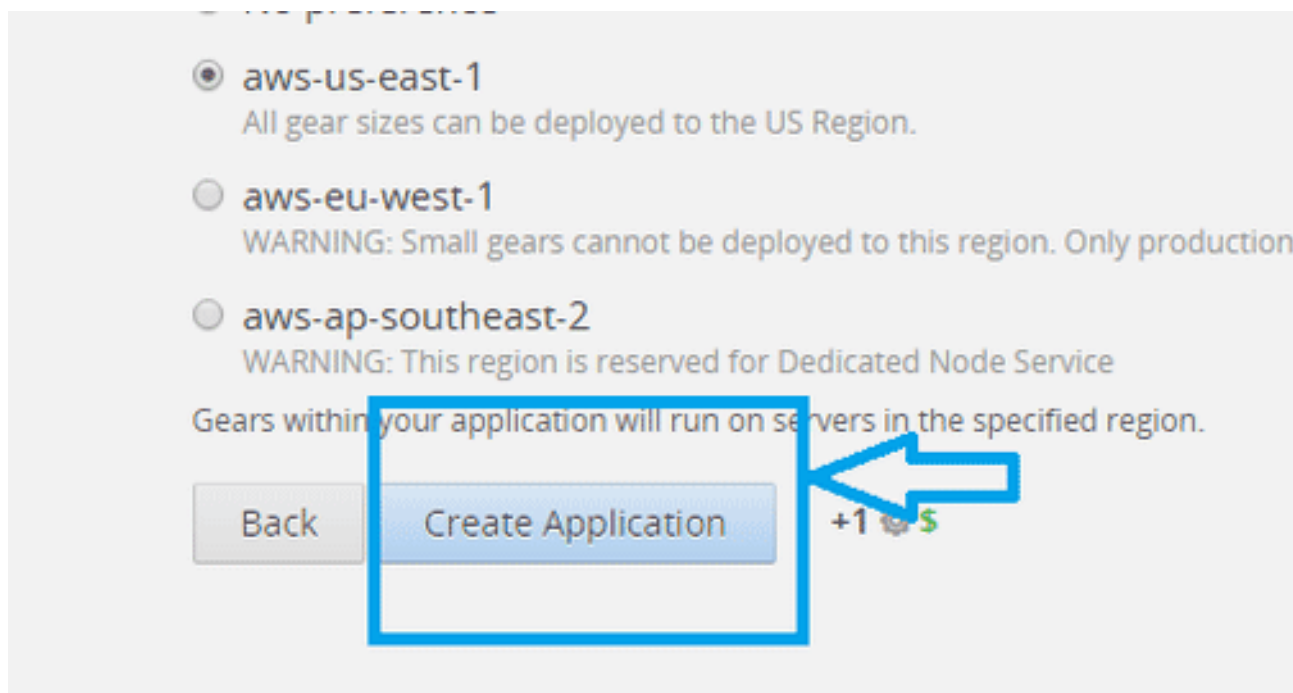 aws-us-east-1
All gear sizes can be deployed to the US Region.
aws-eu-west-1
WARNING: Small gears cannot be deployed to this region. Only production
aws-ap-southeast-2
WARNING: This region is reserved for Dedicated Node Service
Gears within your application will run on servers in the specified region.
Back Create Application +1 $